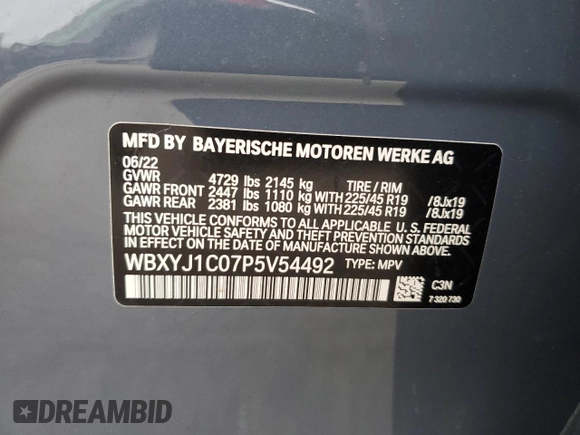 MFD BY BAYERISCHE MOTOREN WERKE AG
06/22
GVWR 4729 lbs 2145 kg TIRE / RIM
GAWR FRONT 2447 lbs 1110 kg WITH 225/45 R19 /8Jx19
GAWR REAR 2381 lbs 1080 kg WITH 225/45 R19 /8Jx19
THIS VEHICLE CONFORMS TO ALL APPLICABLE U. S. FEDERAL
MOTOR VEHICLE SAFETY, BUMPER, AND THEFT PREVENTION
STANDARDS IN EFFECT ON THE DATE OF MANUFACTURE SHOWN ABOVE.
WBXYJ1C07P5V54492 TYPE: MPV
C3N
7 320 730
DREAMBID